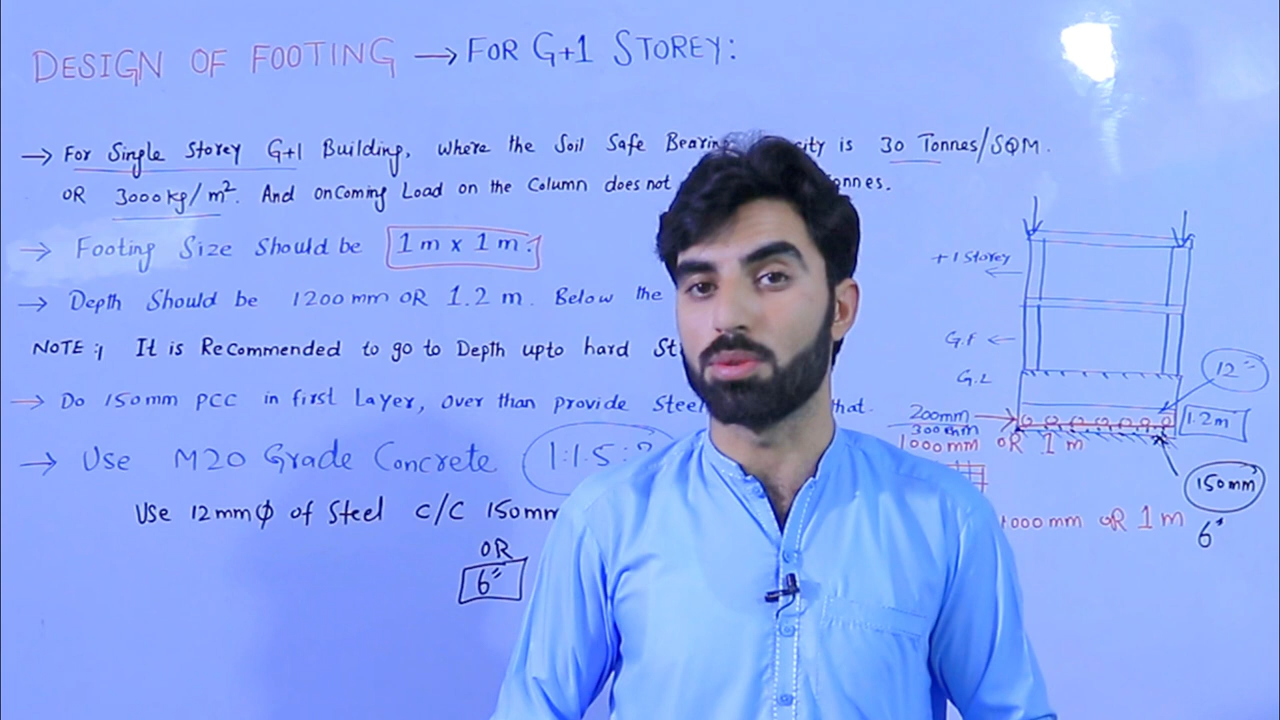 DESIGN OF FOOTING → FOR G+1 STOREY:
→ For Single Storey G+1 Building, where the Soil Safe Bearing city is 30 Tonnes/SQM.
OR 3000kg/m². And onComing Load on the Column does not onnes.
→ Footing Size Should be 1m x 1m.
→ Depth Should be 1200mm OR 1.2 m. Below the
NOTE: It is Recommended to go to Depth upto hard St
→ Do 150mm PCC in first Layer, over than provide Steel that.
→ Use M20 Grade Concrete 1:1.5:
Use 12mmϕ of Steel C/C 150mm
OR
6"
+1 Storey
G.F
G.L
12"
200mm
300mm
1.2m
1000mm OR 1m
150mm
6"
1000mm OR 1m